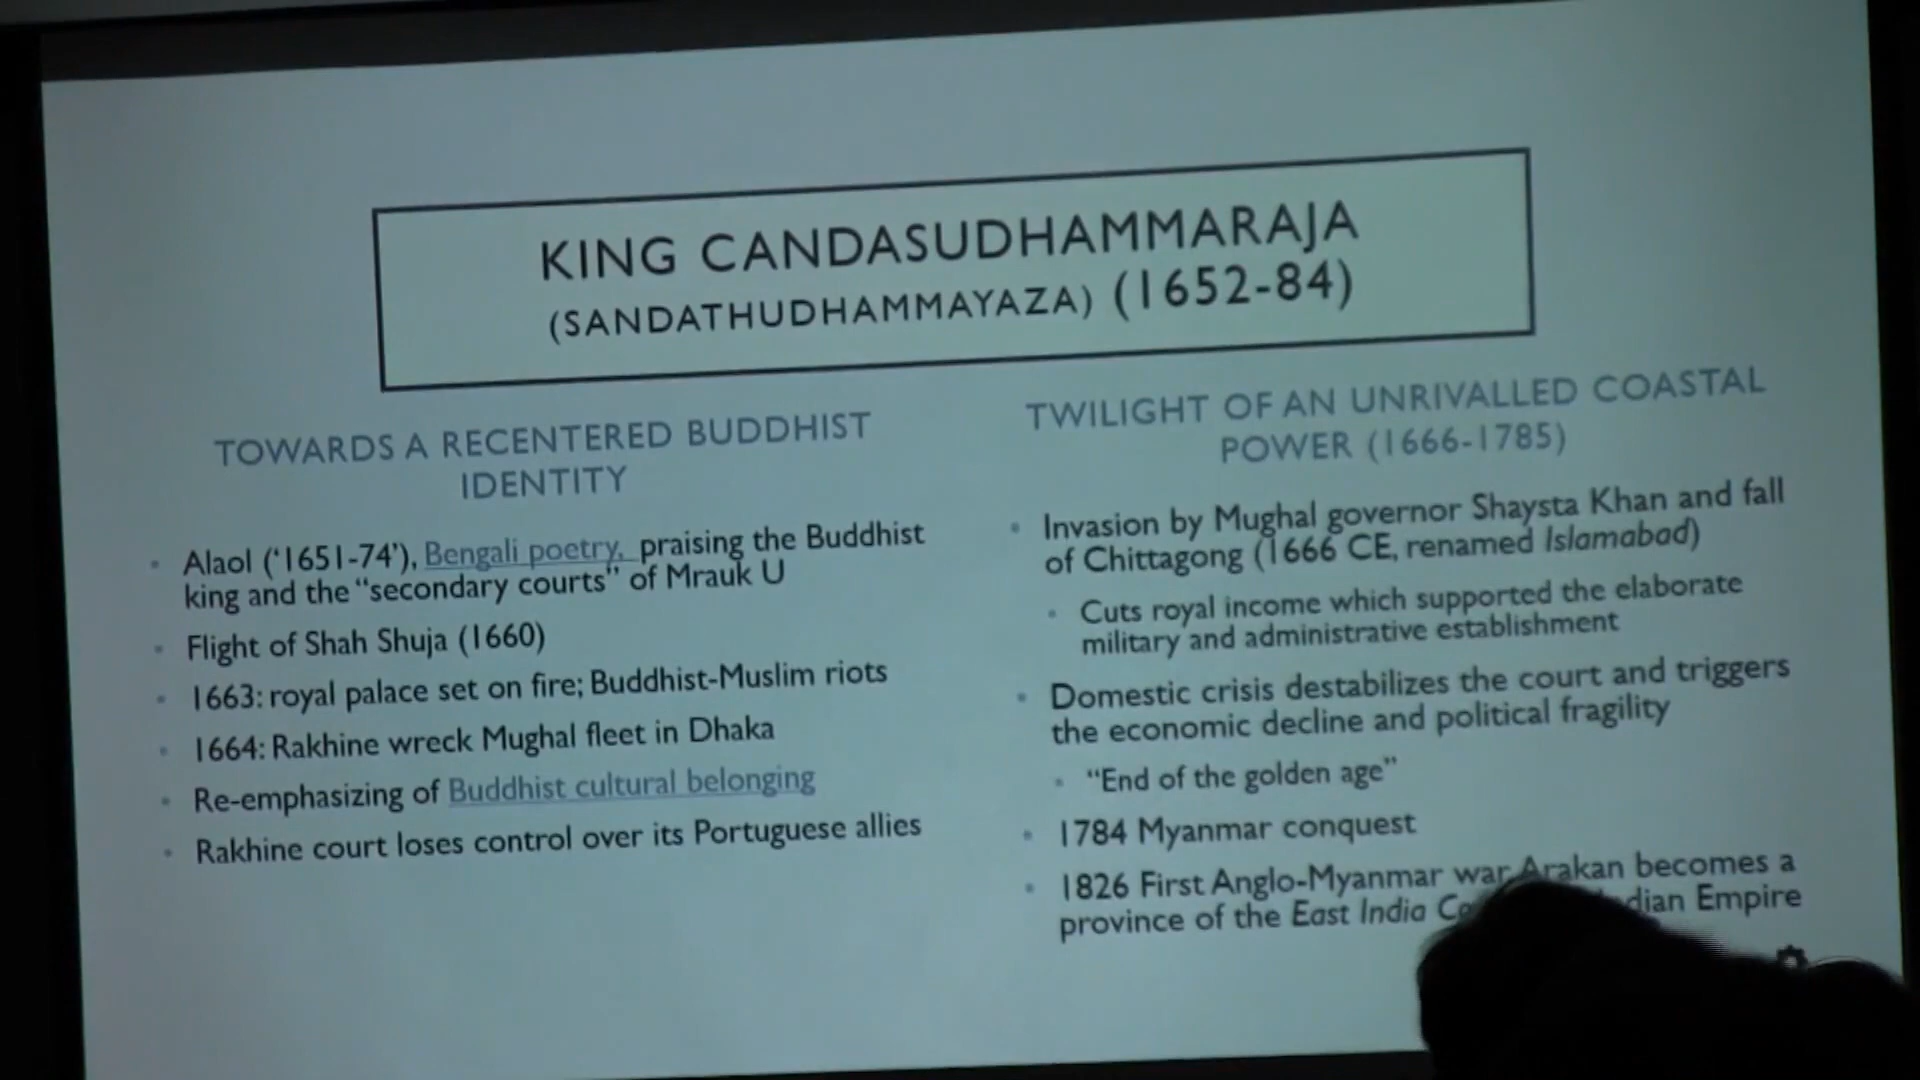 KING CANDASUDHAMMARAJA
(SANDATHUDHAMMAYAZA) (1652-84)
TOWARDS A RECENTERED BUDDHIST
IDENTITY
• Alaol (‘1651-74’), Bengali poetry, praising the Buddhist
king and the “secondary courts” of Mrauk U
• Flight of Shah Shuja (1660)
• 1663: royal palace set on fire; Buddhist-Muslim riots
• 1664: Rakhine wreck Mughal fleet in Dhaka
• Re-emphasizing of Buddhist cultural belonging
• Rakhine court loses control over its Portuguese allies
TWILIGHT OF AN UNRIVALLED COASTAL
POWER (1666-1785)
• Invasion by Mughal governor Shaysta Khan and fall
of Chittagong (1666 CE, renamed Islamabad)
• Cuts royal income which supported the elaborate
military and administrative establishment
• Domestic crisis destabilizes the court and triggers
the economic decline and political fragility
• “End of the golden age”
• 1784 Myanmar conquest
• 1826 First Anglo-Myanmar war Arakan becomes a
province of the East India Empire